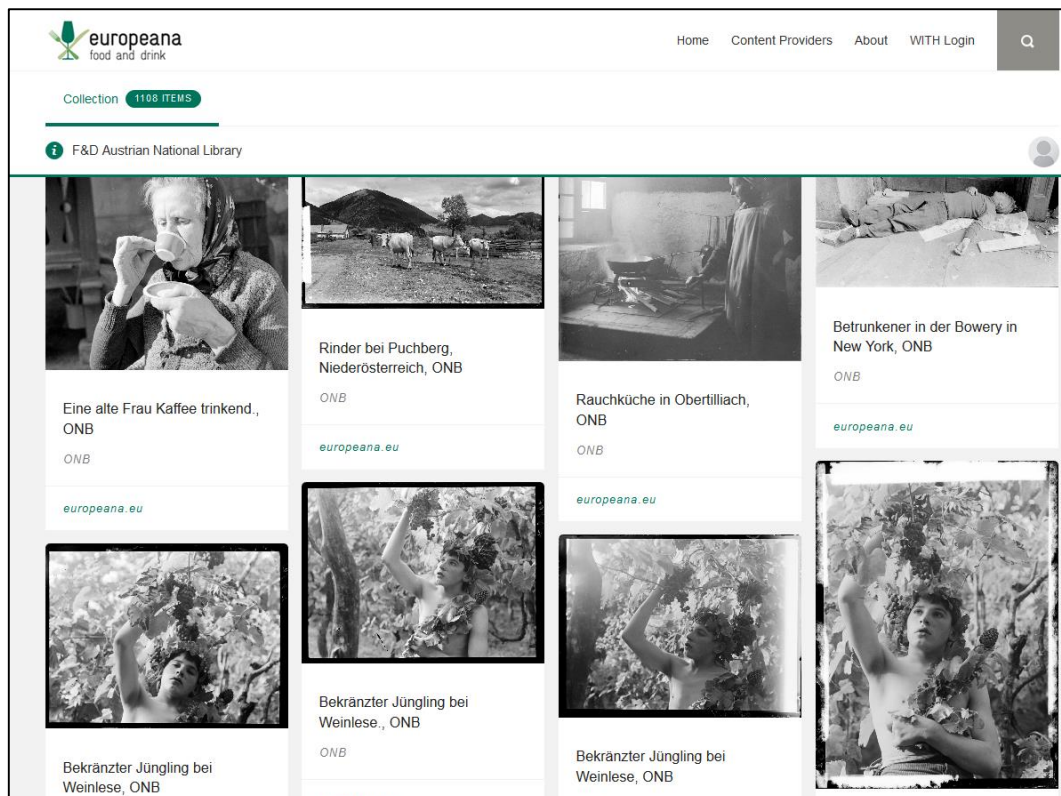 europeana
food and drink
Home Content Providers About WITH Login
Collection 1108 ITEMS
i F&D Austrian National Library
Eine alte Frau Kaffee trinkend.,
ONB
ONB
europeana.eu
Bekränzter Jüngling bei
Weinlese, ONB
Rinder bei Puchberg,
Niederösterreich, ONB
ONB
europeana.eu
Bekränzter Jüngling bei
Weinlese., ONB
ONB
Rauchküche in Obertilliach,
ONB
ONB
europeana.eu
Bekränzter Jüngling bei
Weinlese, ONB
Betrunkener in der Bowery in
New York, ONB
ONB
europeana.eu